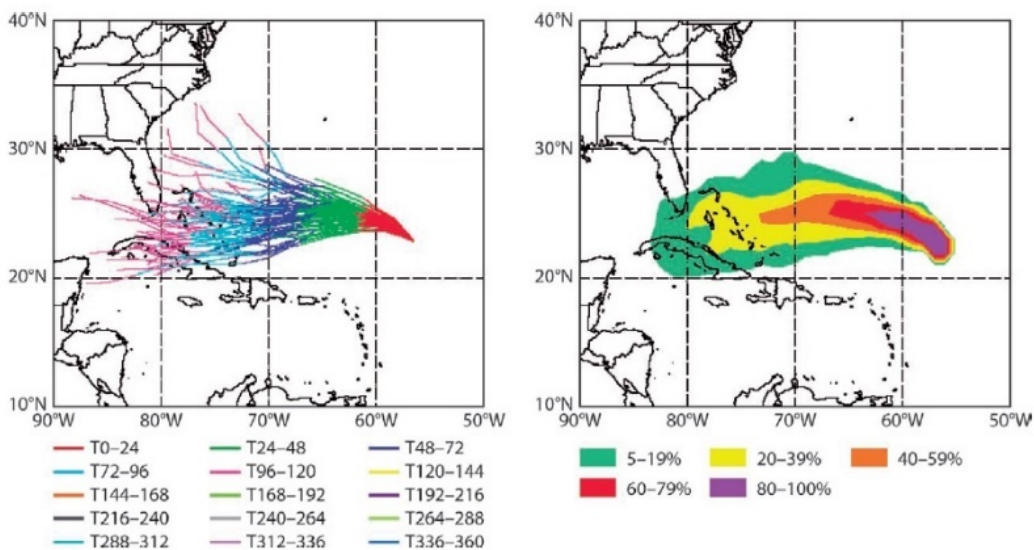 40°N
30°N
20°N
10°N
90°W 80°W 70°W 60°W 50°W
T0–24 T24–48 T48–72
T72–96 T96–120 T120–144
T144–168 T168–192 T192–216
T216–240 T240–264 T264–288
T288–312 T312–336 T336–360
40°N
30°N
20°N
10°N
90°W 80°W 70°W 60°W 50°W
5–19% 20–39% 40–59%
60–79% 80–100%